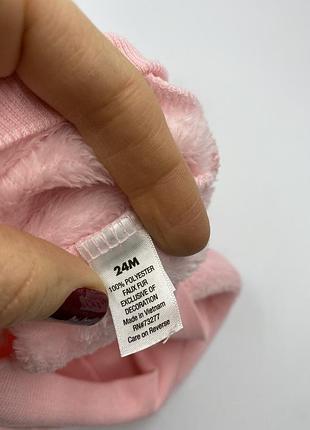 24M
100% POLYESTER
FAUX FUR
EXCLUSIVE OF
DECORATION
Made in Vietnam
RN#73277
Care on Reverse